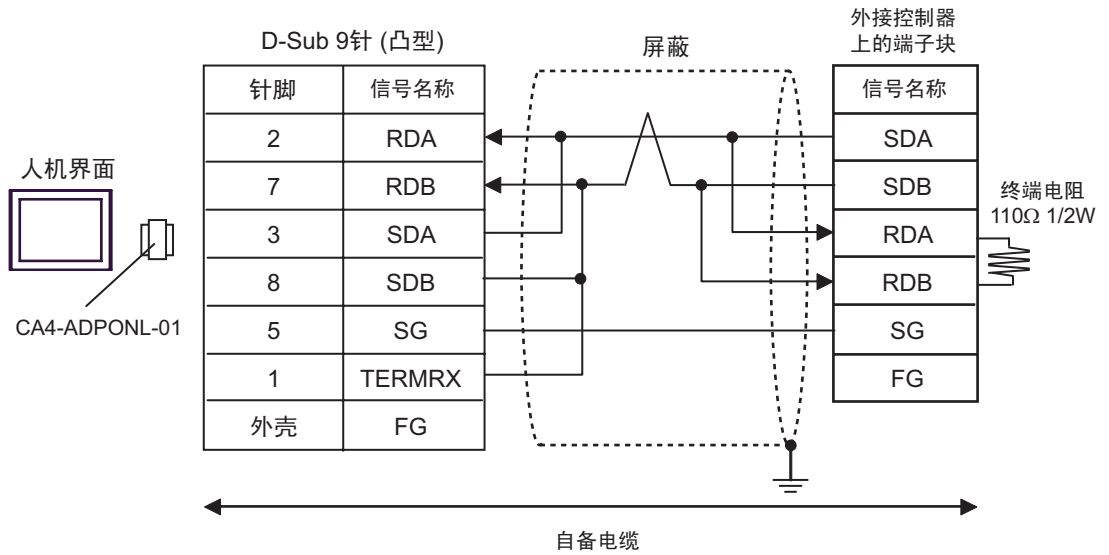 外接控制器
上的端子块
D-Sub 9针 (凸型)
屏蔽
针脚 信号名称
信号名称
2 RDA
SDA
7 RDB
SDB
3 SDA
RDA
8 SDB
RDB
5 SG
SG
1 TERMRX
FG
外壳 FG
人机界面
CA4-ADPONL-01
终端电阻
110Ω 1/2W
自备电缆